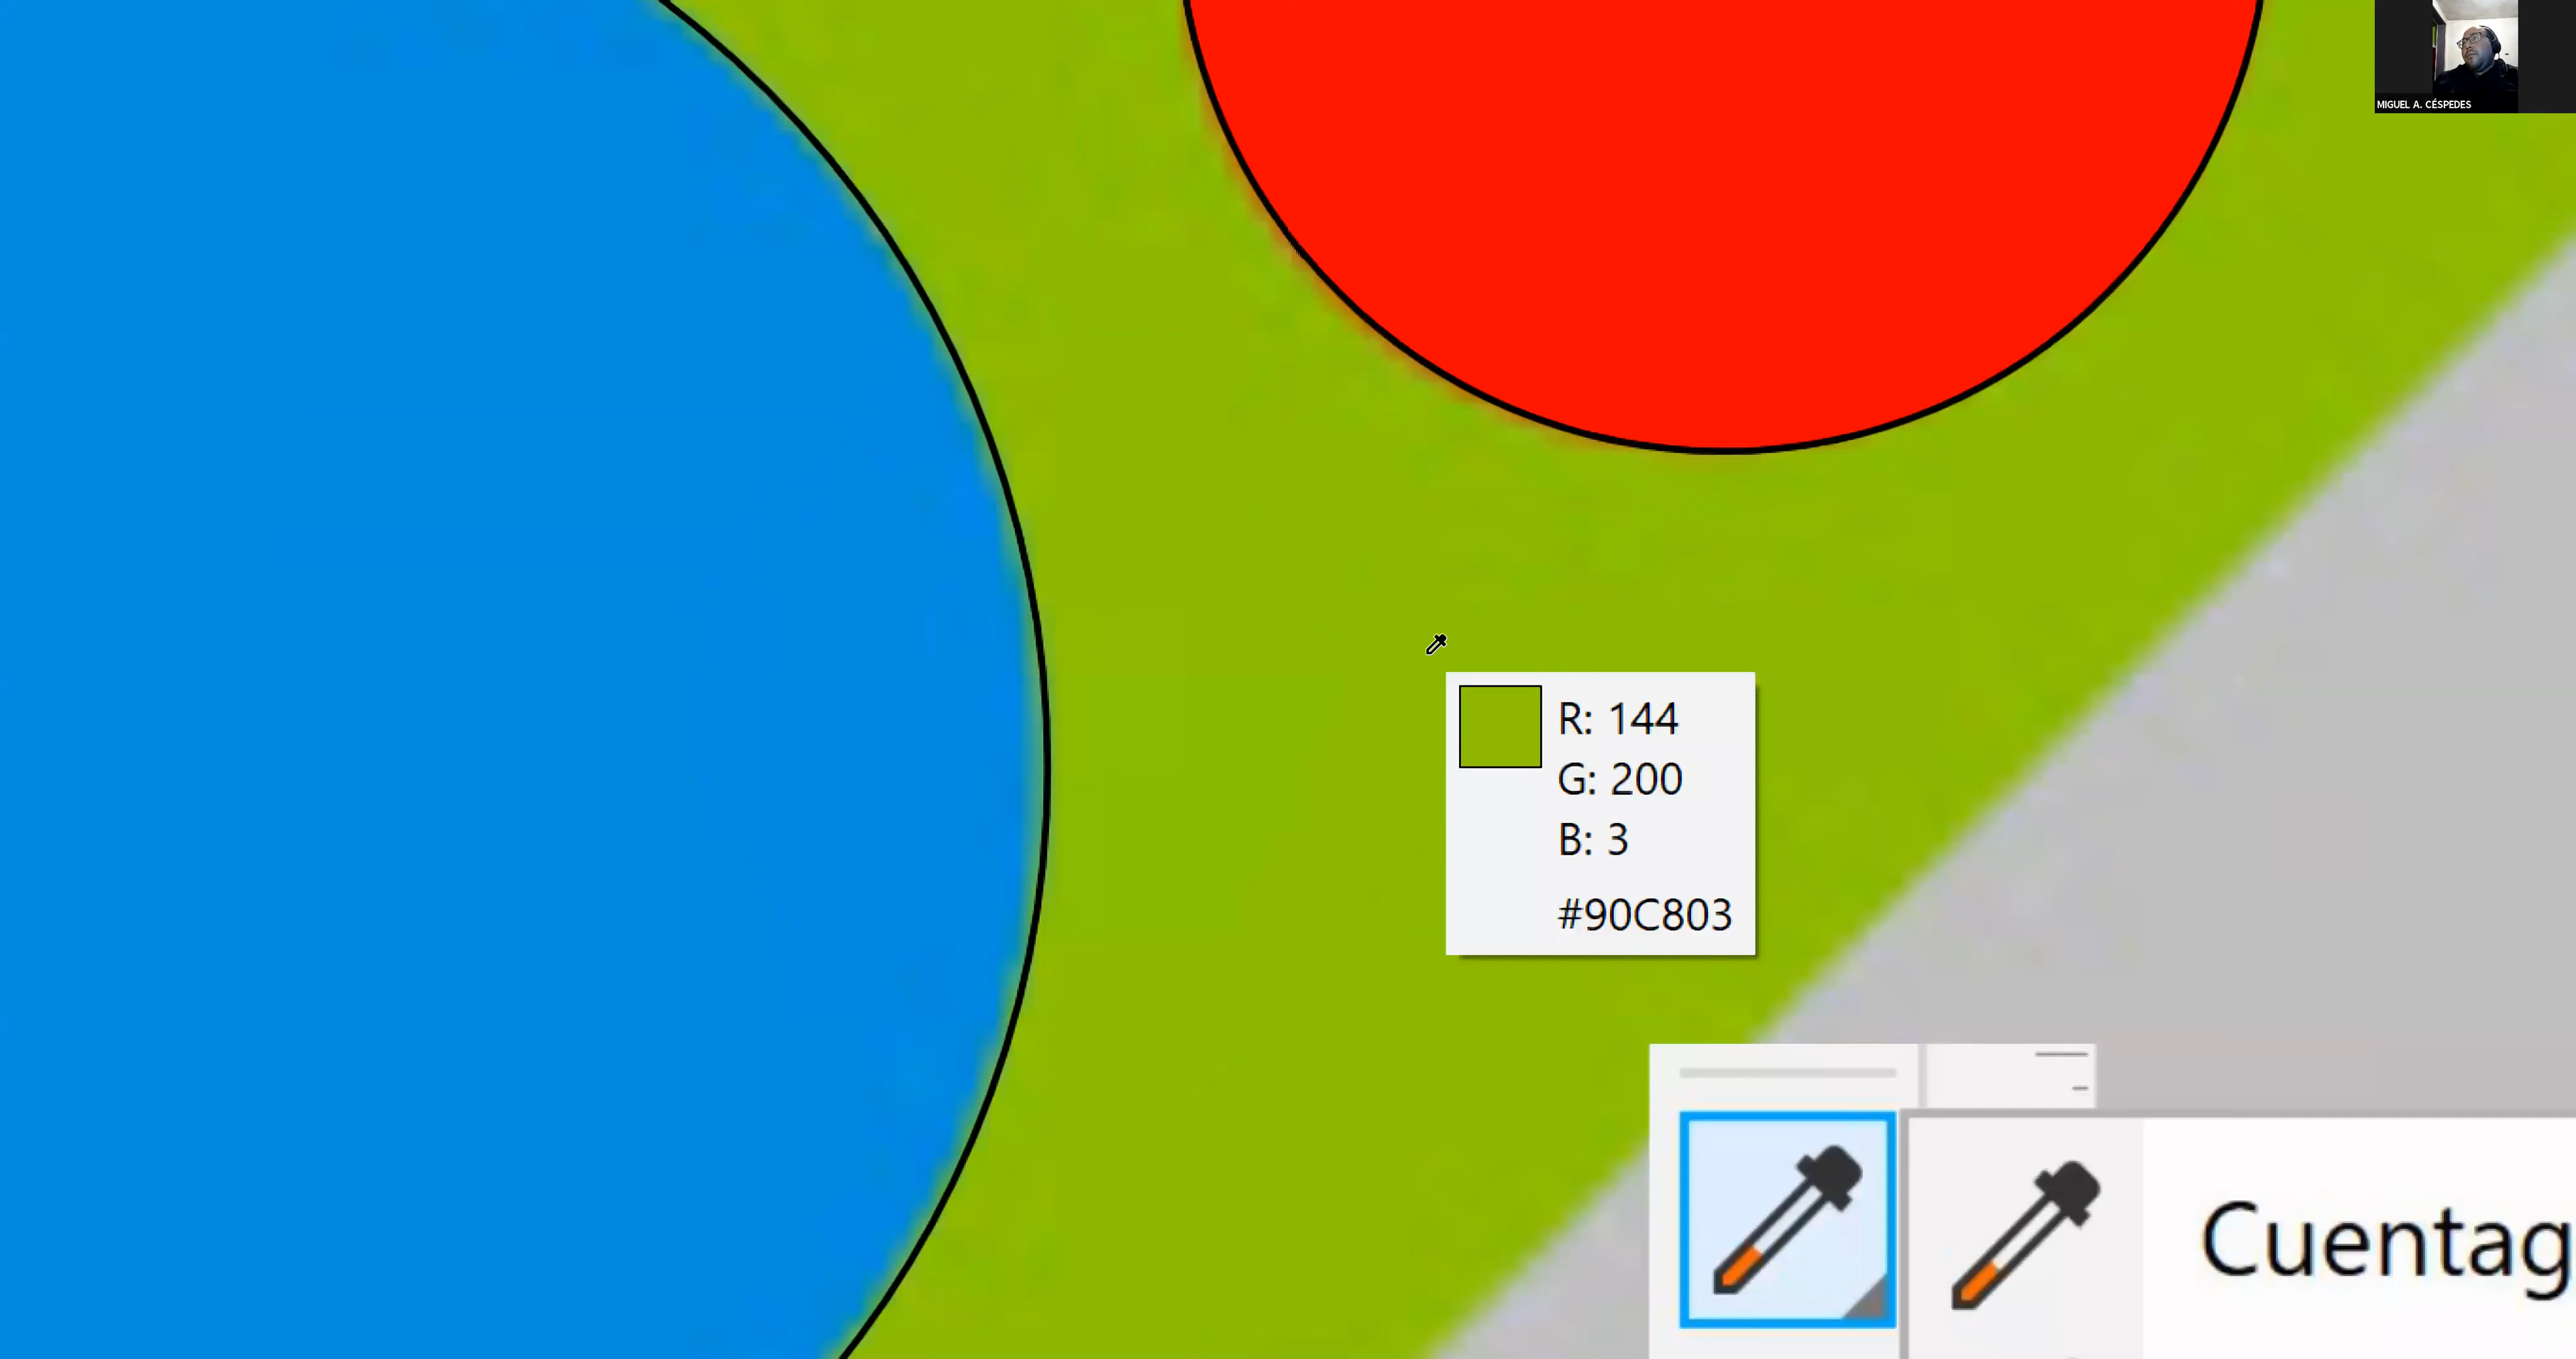 MIGUEL A. CÉSPEDES
R: 144
G: 200
B: 3
#90C803
Cuentag